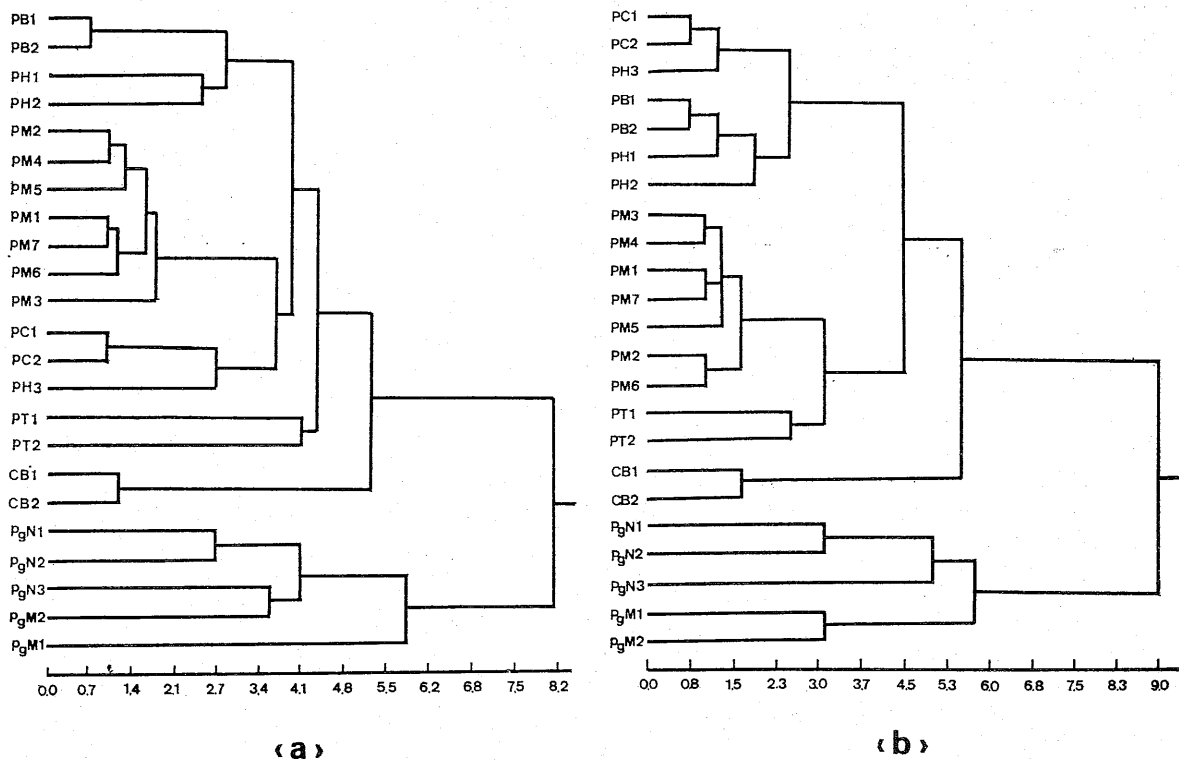 PB1
PB2
PH1
PH2
PM2
PM4
PM5
PM1
PM7
PM6
PM3
PC1
PC2
PH3
PT1
PT2
CB1
CB2
PgN1
PgN2
PgN3
PgM2
PgM1
0.0 0.7 1.4 2.1 2.7 3.4 4.1 4.8 5.5 6.2 6.8 7.5 8.2
(a)
PC1
PC2
PH3
PB1
PB2
PH1
PH2
PM3
PM4
PM1
PM7
PM5
PM2
PM6
PT1
PT2
CB1
CB2
PgN1
PgN2
PgN3
PgM1
PgM2
0.0 0.8 1.5 2.3 3.0 3.7 4.5 5.3 6.0 6.8 7.5 8.3 9.0
(b)